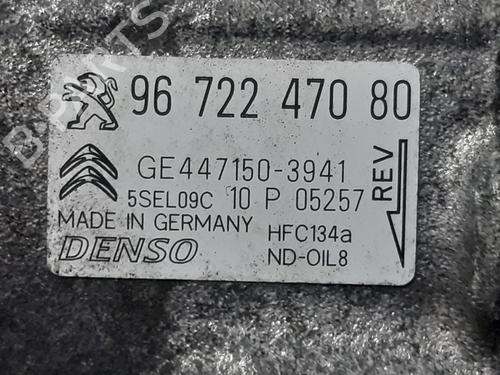 96 722 470 80
GE447150-3941
5SEL09C 10 P 05257
MADE IN GERMANY
DENSO
HFC134a
ND-OIL8
REV
B-PARTS